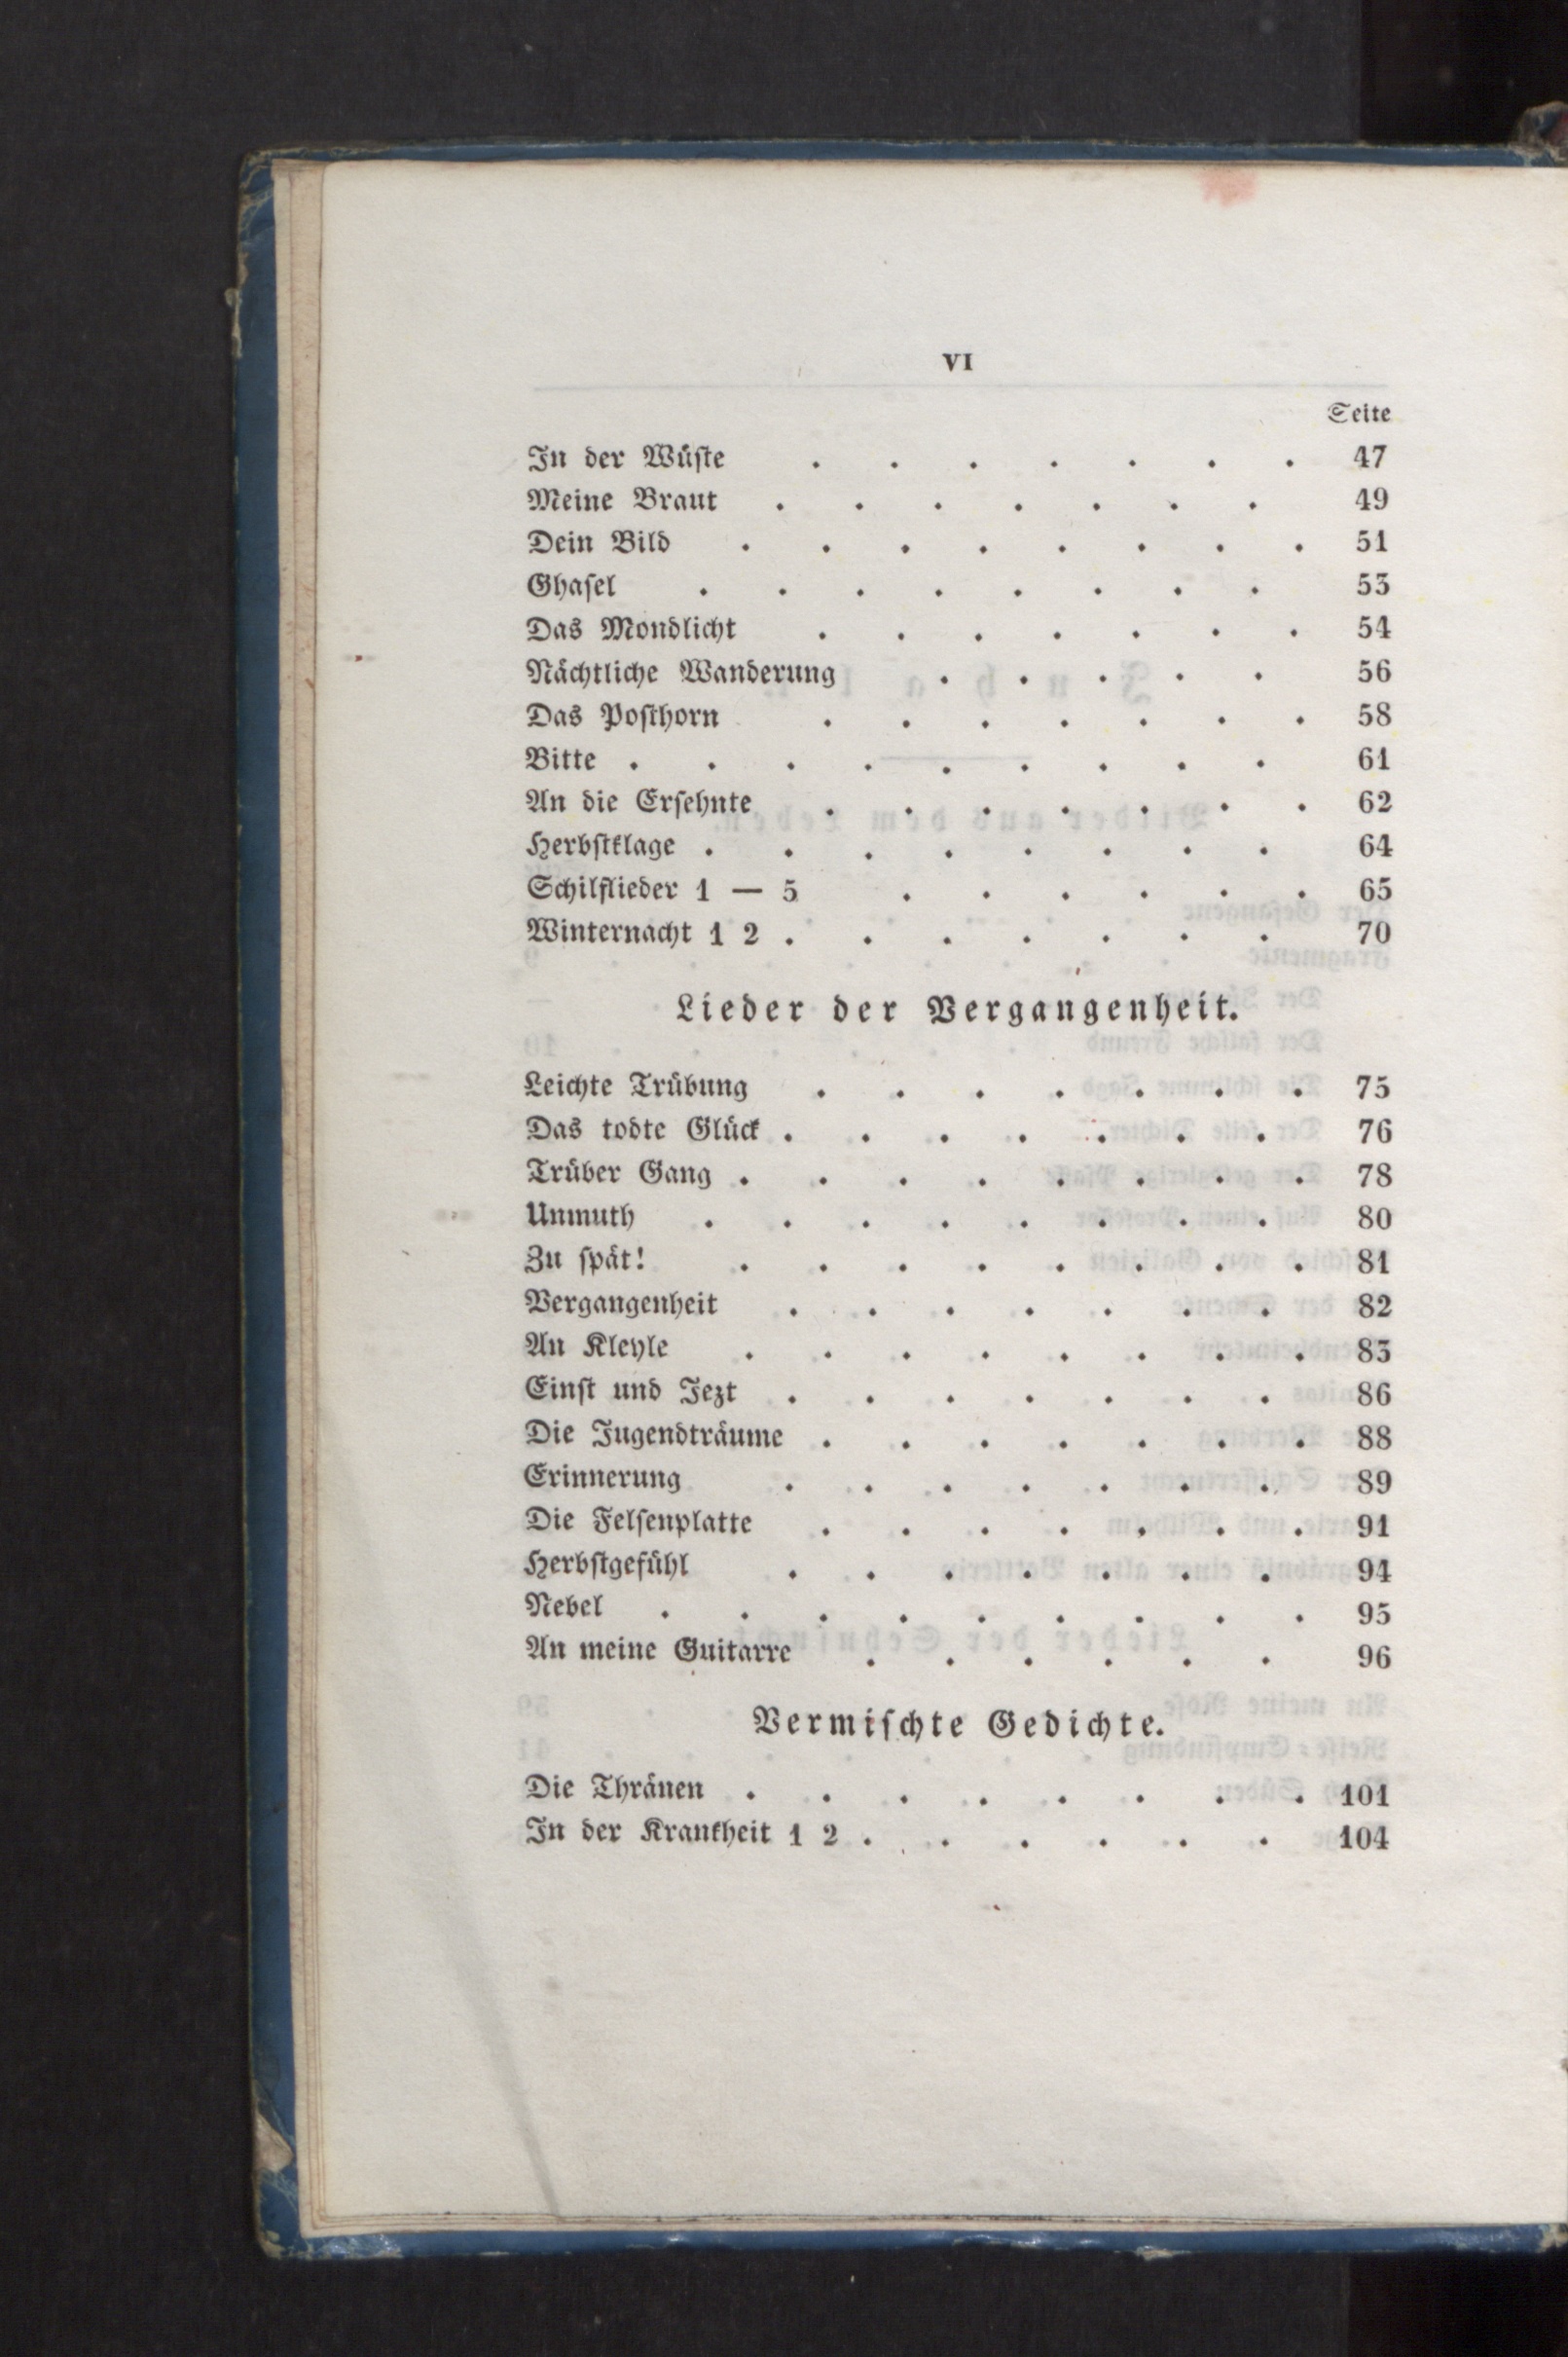 VI
Seite
In der Wüſte . . . . . . . 47
Meine Braut . . . . . . . 49
Dein Bild . . . . . . . . 51
Ghaſel . . . . . . . . 53
Das Mondlicht . . . . . . . 54
Nächtliche Wanderung . . . . . 56
Das Poſthorn . . . . . . . 58
Bitte . . . . . . . . . 61
An die Erſehnte . . . . . . . 62
Herbſtklage . . . . . . . . 64
Schilflieder 1 — 5 . . . . . . 65
Winternacht 1 2 . . . . . . . 70
Lieder der Vergangenheit.
Leichte Trübung . . . . . . . 75
Das todte Glück . . . . . . . 76
Trüber Gang . . . . . . . . 78
Unmuth . . . . . . . . 80
Zu ſpät! . . . . . . . . 81
Vergangenheit . . . . . . . 82
An Kleyle . . . . . . . . 83
Einſt und Jezt . . . . . . . 86
Die Jugendträume . . . . . . . 88
Erinnerung . . . . . . . 89
Die Felſenplatte . . . . . . . 91
Herbſtgefühl . . . . . . . 94
Nebel . . . . . . . . . 95
An meine Guitarre . . . . . . 96
Vermiſchte Gedichte.
Die Thränen . . . . . . . . 101
In der Krankheit 1 2 . . . . . . 104